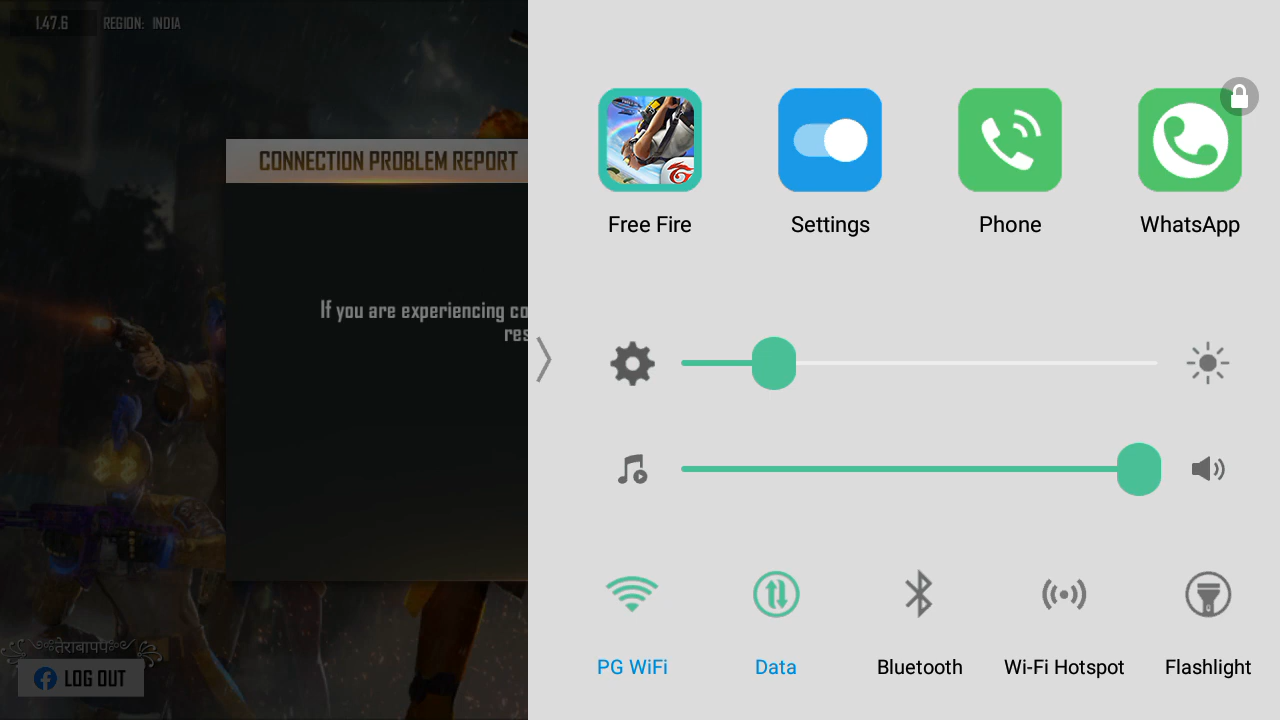 1.47.6 REGION: INDIA
CONNECTION PROBLEM REPORT
If you are experiencing co
res
तेराबापपे
LOG OUT
Free Fire
Settings
Phone
WhatsApp
PG WiFi
Data
Bluetooth
Wi-Fi Hotspot
Flashlight